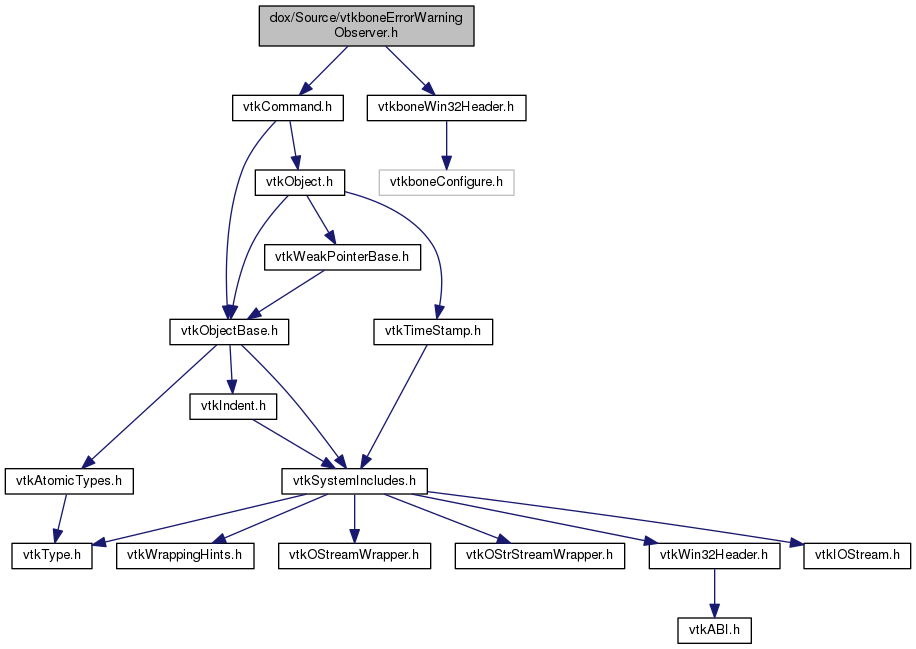 dox/Source/vtkboneErrorWarning
Observer.h
vtkCommand.h
vtkboneWin32Header.h
vtkObject.h
vtkboneConfigure.h
vtkWeakPointerBase.h
vtkObjectBase.h
vtkTimeStamp.h
vtkIndent.h
vtkAtomicTypes.h
vtkSystemIncludes.h
vtkType.h
vtkWrappingHints.h
vtkOStreamWrapper.h
vtkOStrStreamWrapper.h
vtkWin32Header.h
vtkIOStream.h
vtkABI.h